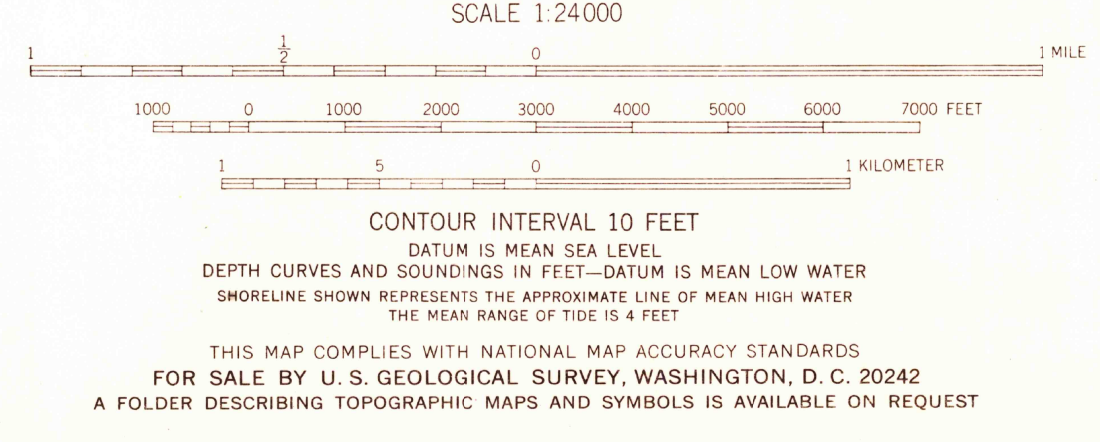 SCALE 1:24000
1 1/2 0 1 MILE
1000 0 1000 2000 3000 4000 5000 6000 7000 FEET
1 5 0 1 KILOMETER
CONTOUR INTERVAL 10 FEET
DATUM IS MEAN SEA LEVEL
DEPTH CURVES AND SOUNDINGS IN FEET—DATUM IS MEAN LOW WATER
SHORELINE SHOWN REPRESENTS THE APPROXIMATE LINE OF MEAN HIGH WATER
THE MEAN RANGE OF TIDE IS 4 FEET
THIS MAP COMPLIES WITH NATIONAL MAP ACCURACY STANDARDS
FOR SALE BY U. S. GEOLOGICAL SURVEY, WASHINGTON, D. C. 20242
A FOLDER DESCRIBING TOPOGRAPHIC MAPS AND SYMBOLS IS AVAILABLE ON REQUEST